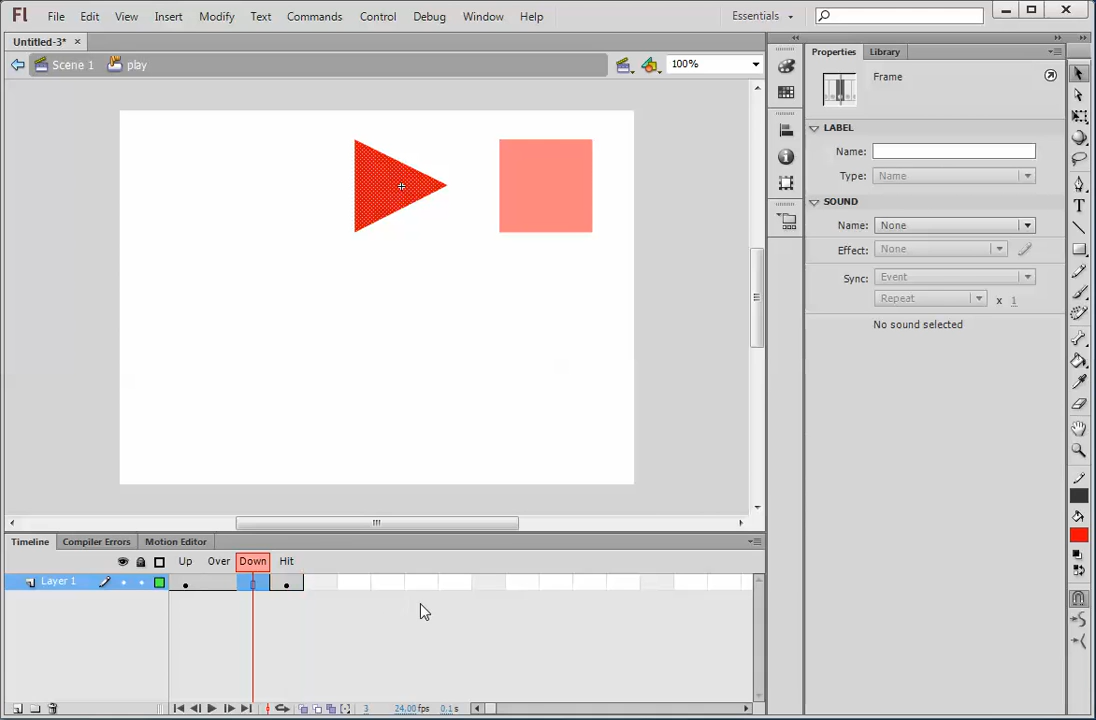 Fl File Edit View Insert Modify Text Commands Control Debug Window Help Essentials
Untitled-3* ×
Scene 1 play 100%
Properties Library
Frame
LABEL
Name:
Type: Name
SOUND
Name: None
Effect: None
Sync: Event
Repeat x 1
No sound selected
Timeline Compiler Errors Motion Editor
Up Over Down Hit
Layer 1
3 24.00 fps 0.1 s